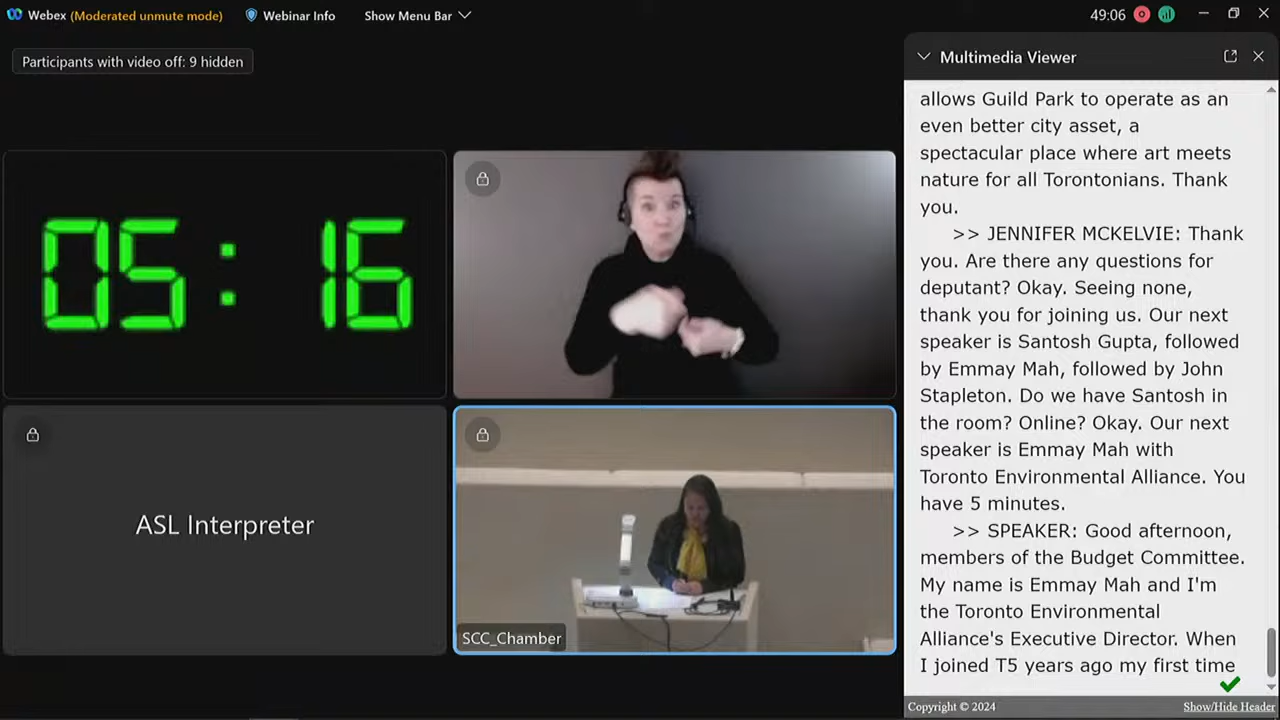 Webex (Moderated unmute mode) Webinar Info Show Menu Bar 49:06
Participants with video off: 9 hidden
05:16
ASL Interpreter
SCC_Chamber
Multimedia Viewer
allows Guild Park to operate as an
even better city asset, a
spectacular place where art meets
nature for all Torontonians. Thank
you.
>> JENNIFER MCKELVIE: Thank
you. Are there any questions for
deputant? Okay. Seeing none,
thank you for joining us. Our next
speaker is Santosh Gupta, followed
by Emmay Mah, followed by John
Stapleton. Do we have Santosh in
the room? Online? Okay. Our next
speaker is Emmay Mah with
Toronto Environmental Alliance. You
have 5 minutes.
>> SPEAKER: Good afternoon,
members of the Budget Committee.
My name is Emmay Mah and I'm
the Toronto Environmental
Alliance's Executive Director. When
I joined T5 years ago my first time
Copyright © 2024 Show/Hide Header